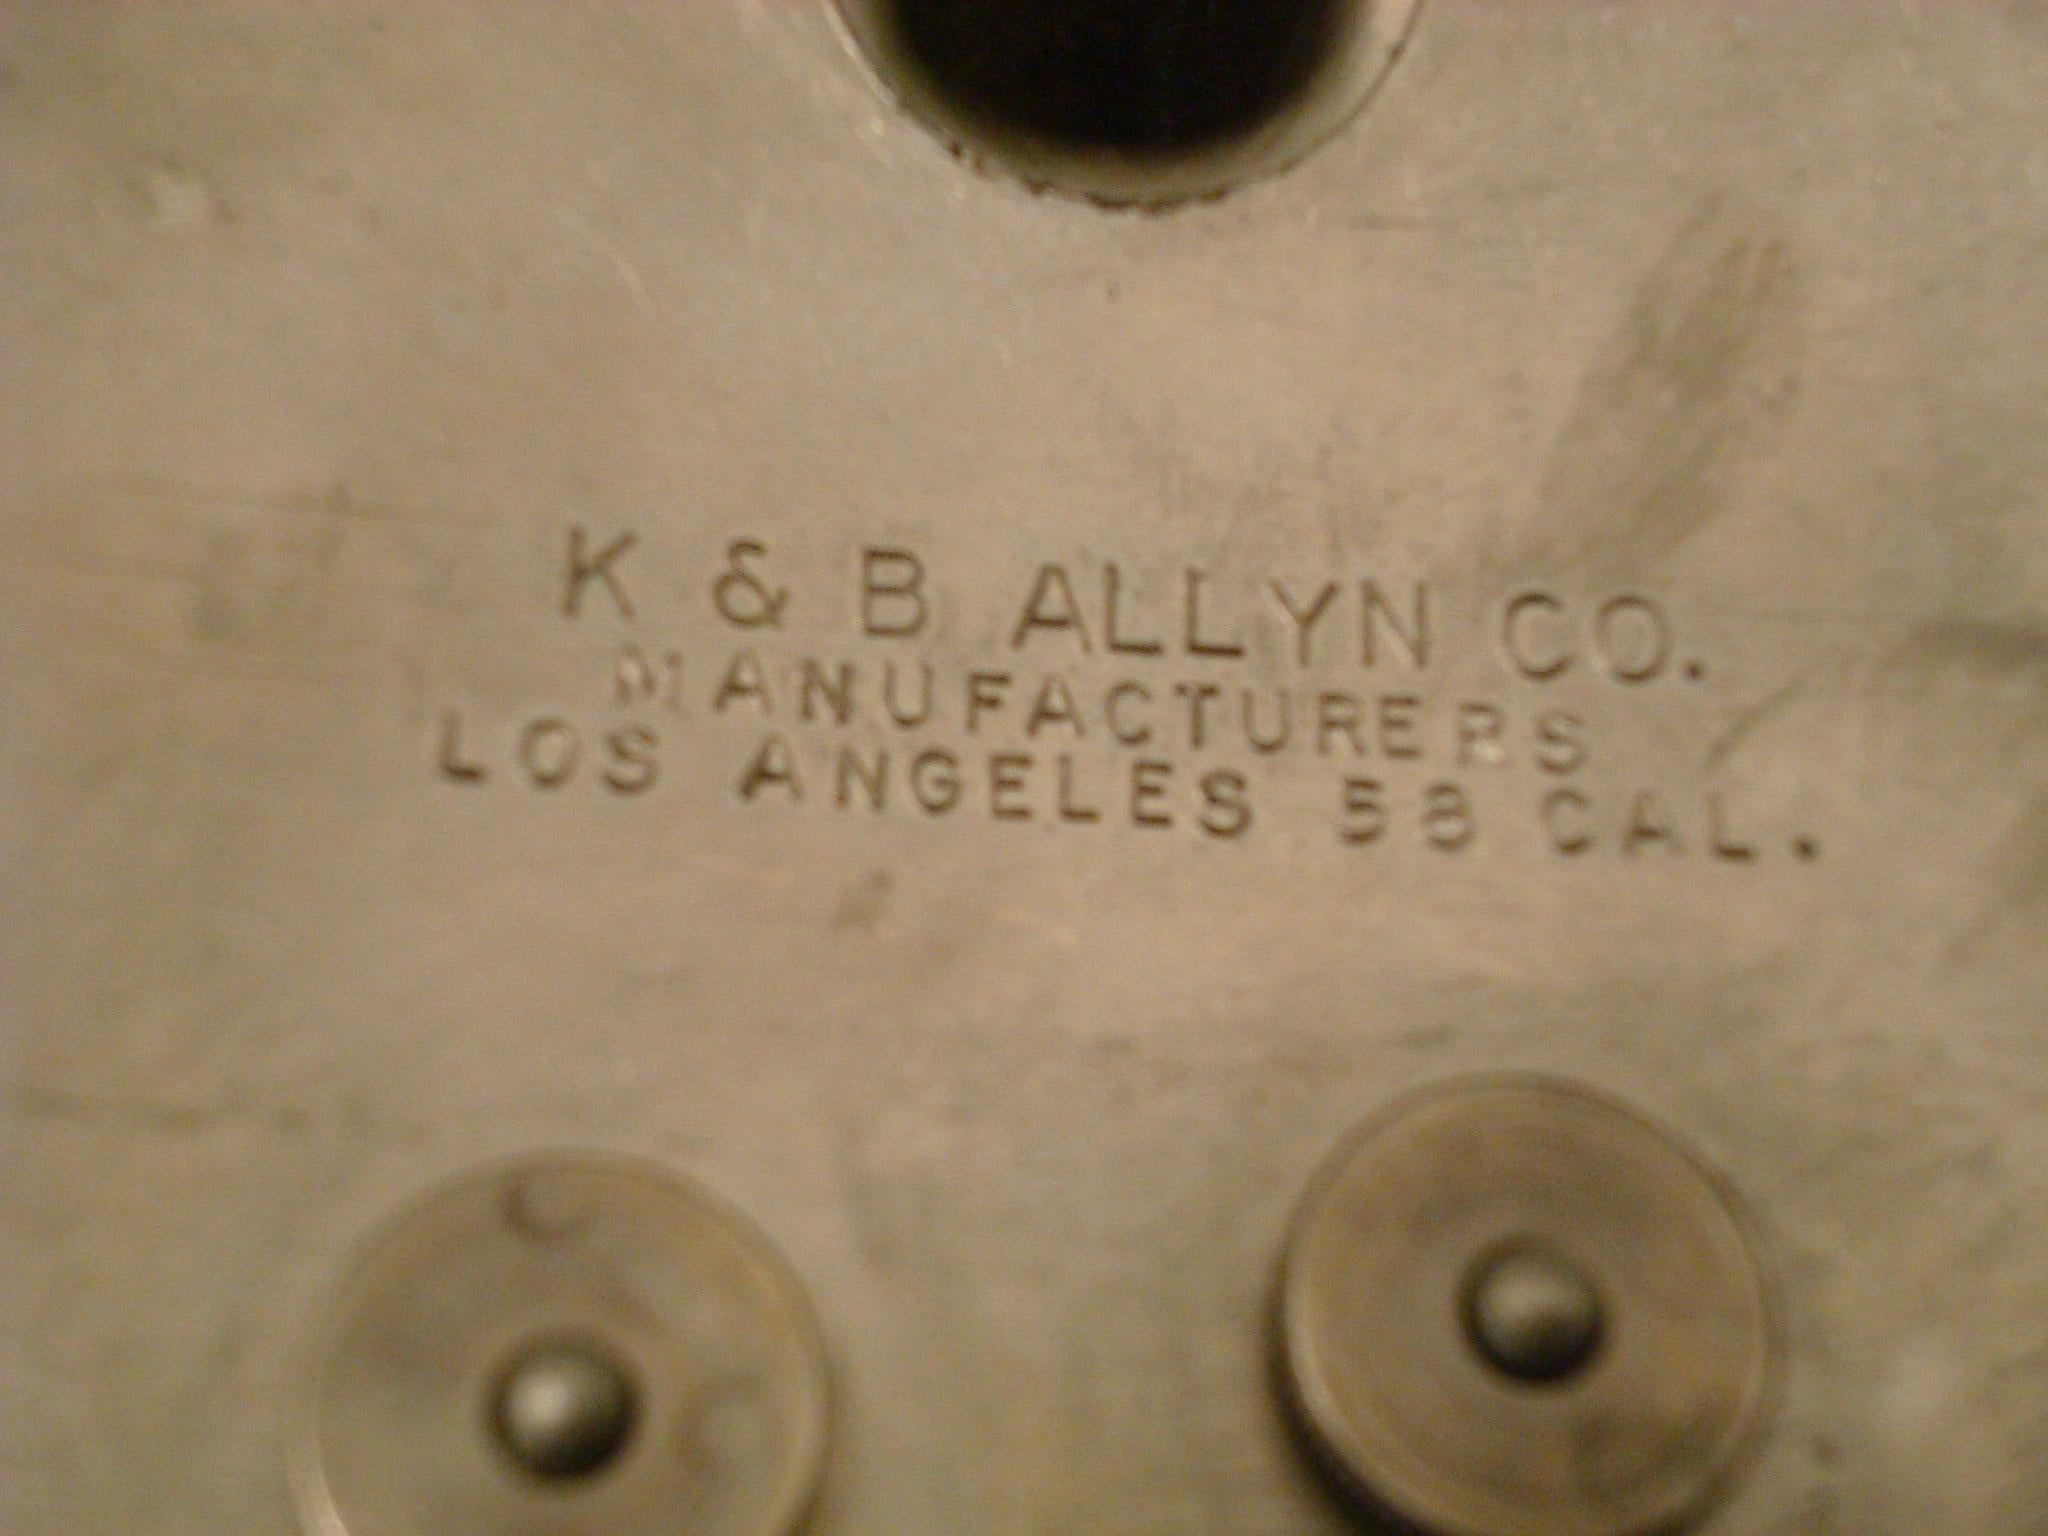 K & B ALLYN CO.
MANUFACTURERS
LOS ANGELES 58 CAL.